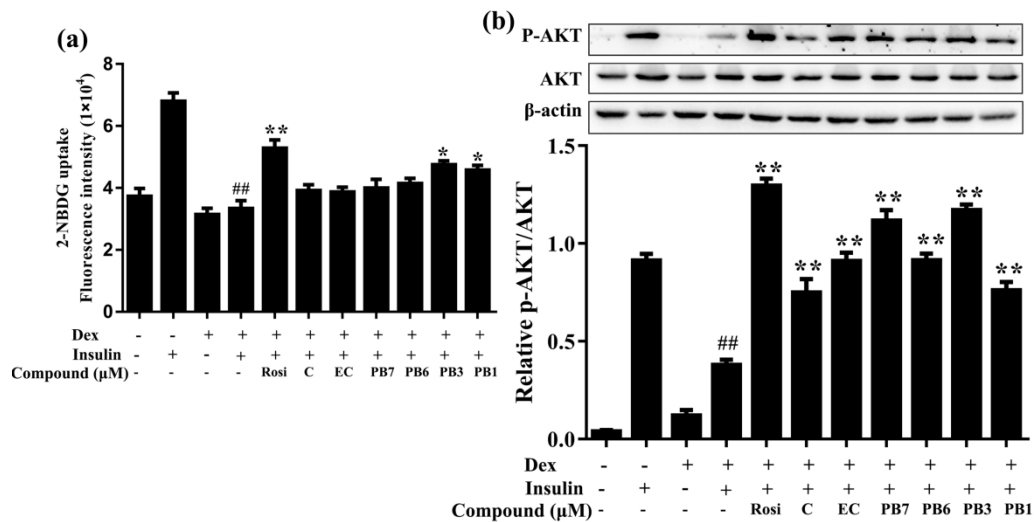 (a)
2-NBDG uptake
Fluorescence intensity (1×10⁴)
8
6
4
2
0
##
**
*
*
Dex - - + + + + + + + + +
Insulin - + - + + + + + + + +
Compound (μM) - - - - Rosi C EC PB7 PB6 PB3 PB1
(b)
P-AKT
AKT
β-actin
Relative p-AKT/AKT
1.5
1.0
0.5
0.0
##
**
**
**
**
**
**
**
Dex - - + + + + + + + + +
Insulin - + - + + + + + + + +
Compound (μM) - - - - Rosi C EC PB7 PB6 PB3 PB1